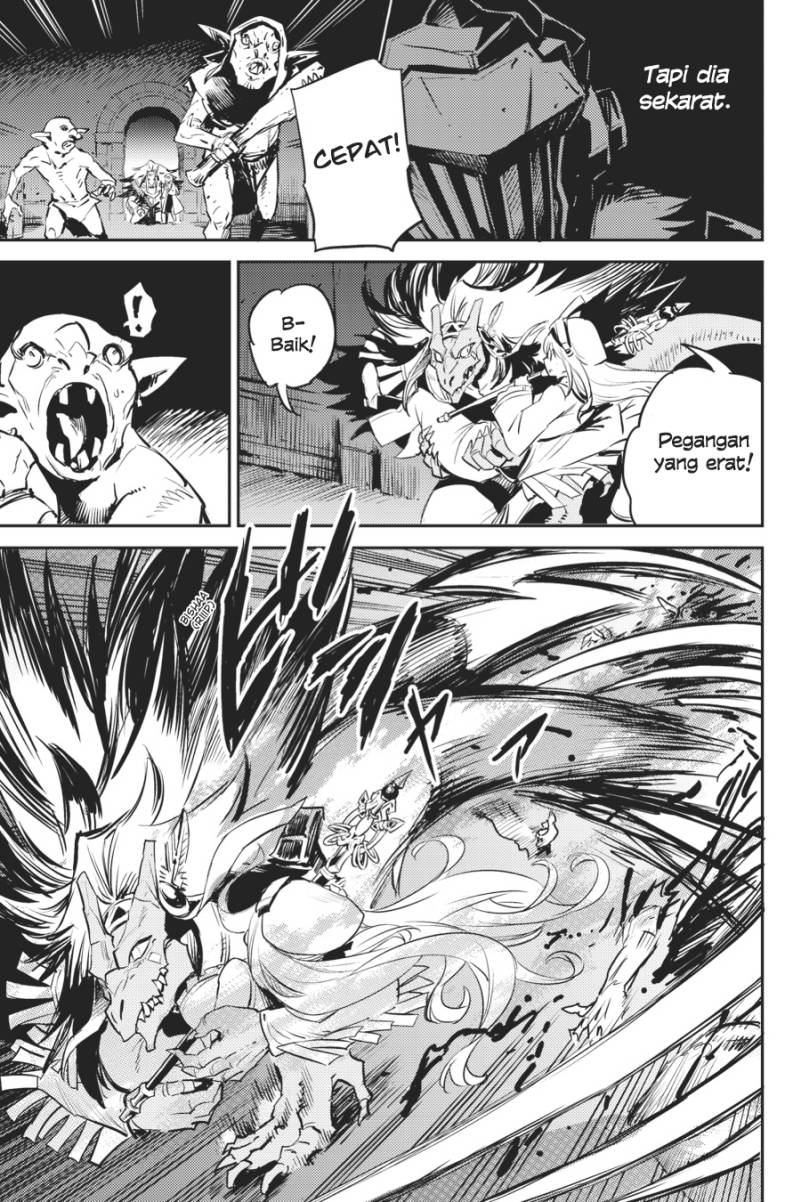 Tapi dia
sekarat.
CEPAT!
Pegangan
yang erat!
B-
Baik!
!